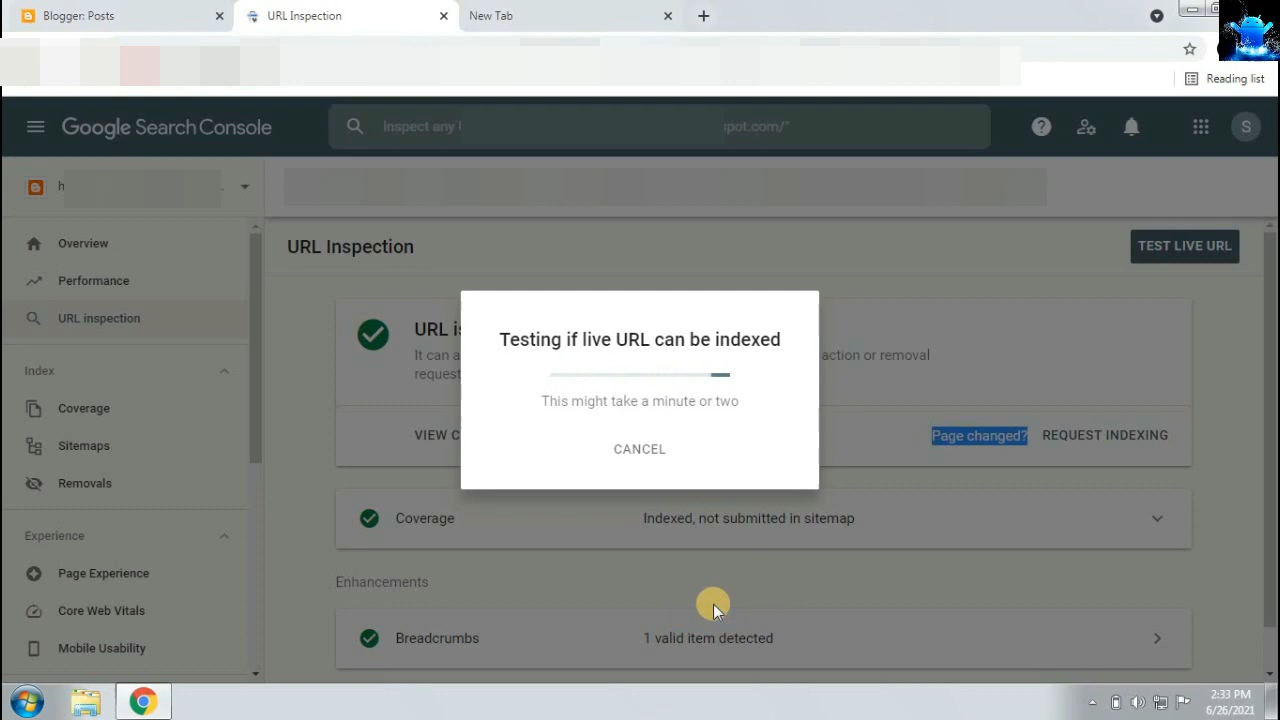 Blogger: Posts
URL Inspection
New Tab
Reading list
Google Search Console
Inspect any
pot.com/"
S
h
Overview
Performance
URL inspection
Index
Coverage
Sitemaps
Removals
Experience
Page Experience
Core Web Vitals
Mobile Usability
URL Inspection
TEST LIVE URL
URL
It can a
action or removal
request
VIEW C
Page changed?
REQUEST INDEXING
Testing if live URL can be indexed
This might take a minute or two
CANCEL
Coverage
Indexed, not submitted in sitemap
Enhancements
Breadcrumbs
1 valid item detected
2:33 PM
6/26/2021